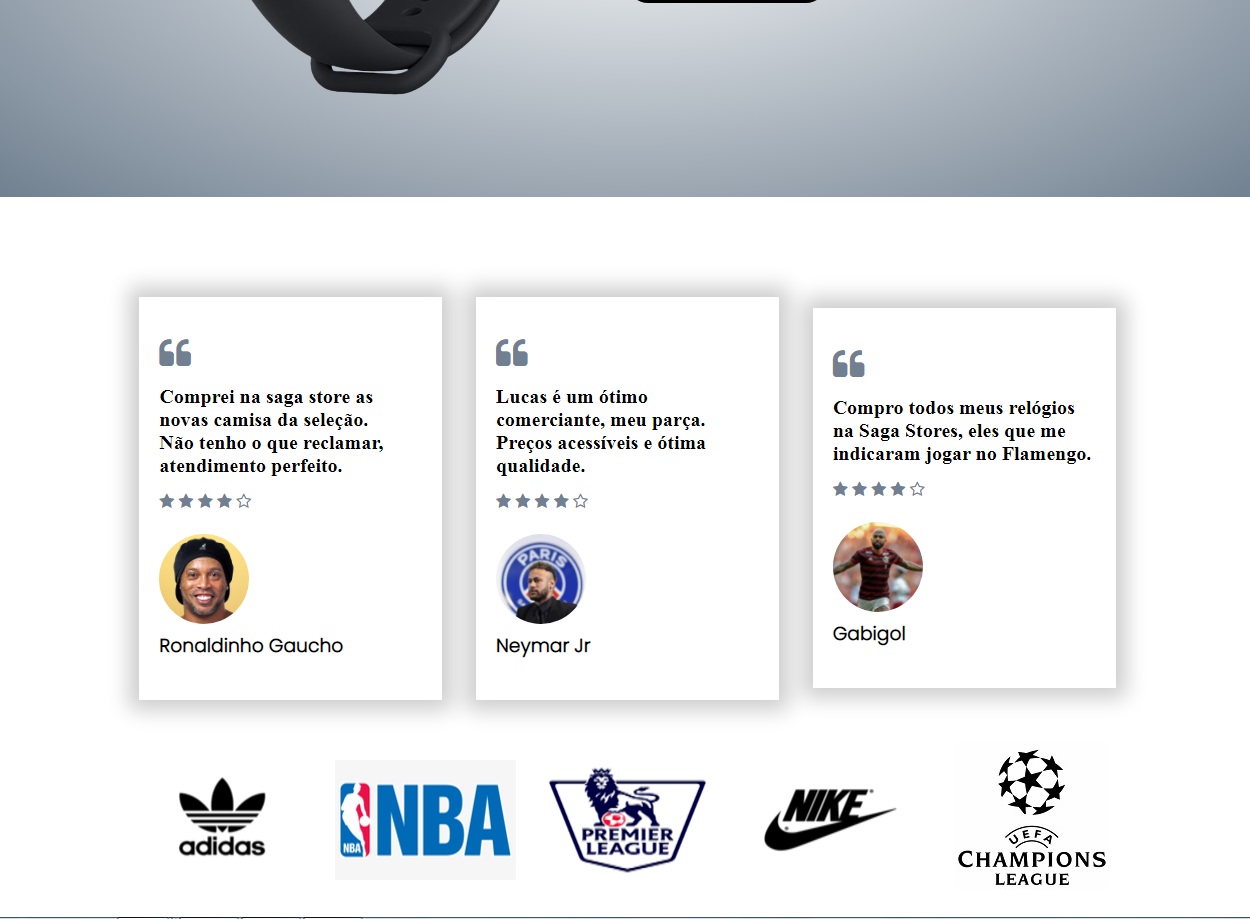 Comprei na saga store as
novas camisa da seleção.
Não tenho o que reclamar,
atendimento perfeito.
Ronaldinho Gaucho
Lucas é um ótimo
comerciante, meu parça.
Preços acessíveis e ótima
qualidade.
PARIS
Neymar Jr
Compro todos meus relógios
na Saga Stores, eles que me
indicaram jogar no Flamengo.
Gabigol
adidas
NBA
NBA
PREMIER
LEAGUE
NIKE
UEFA
CHAMPIONS
LEAGUE